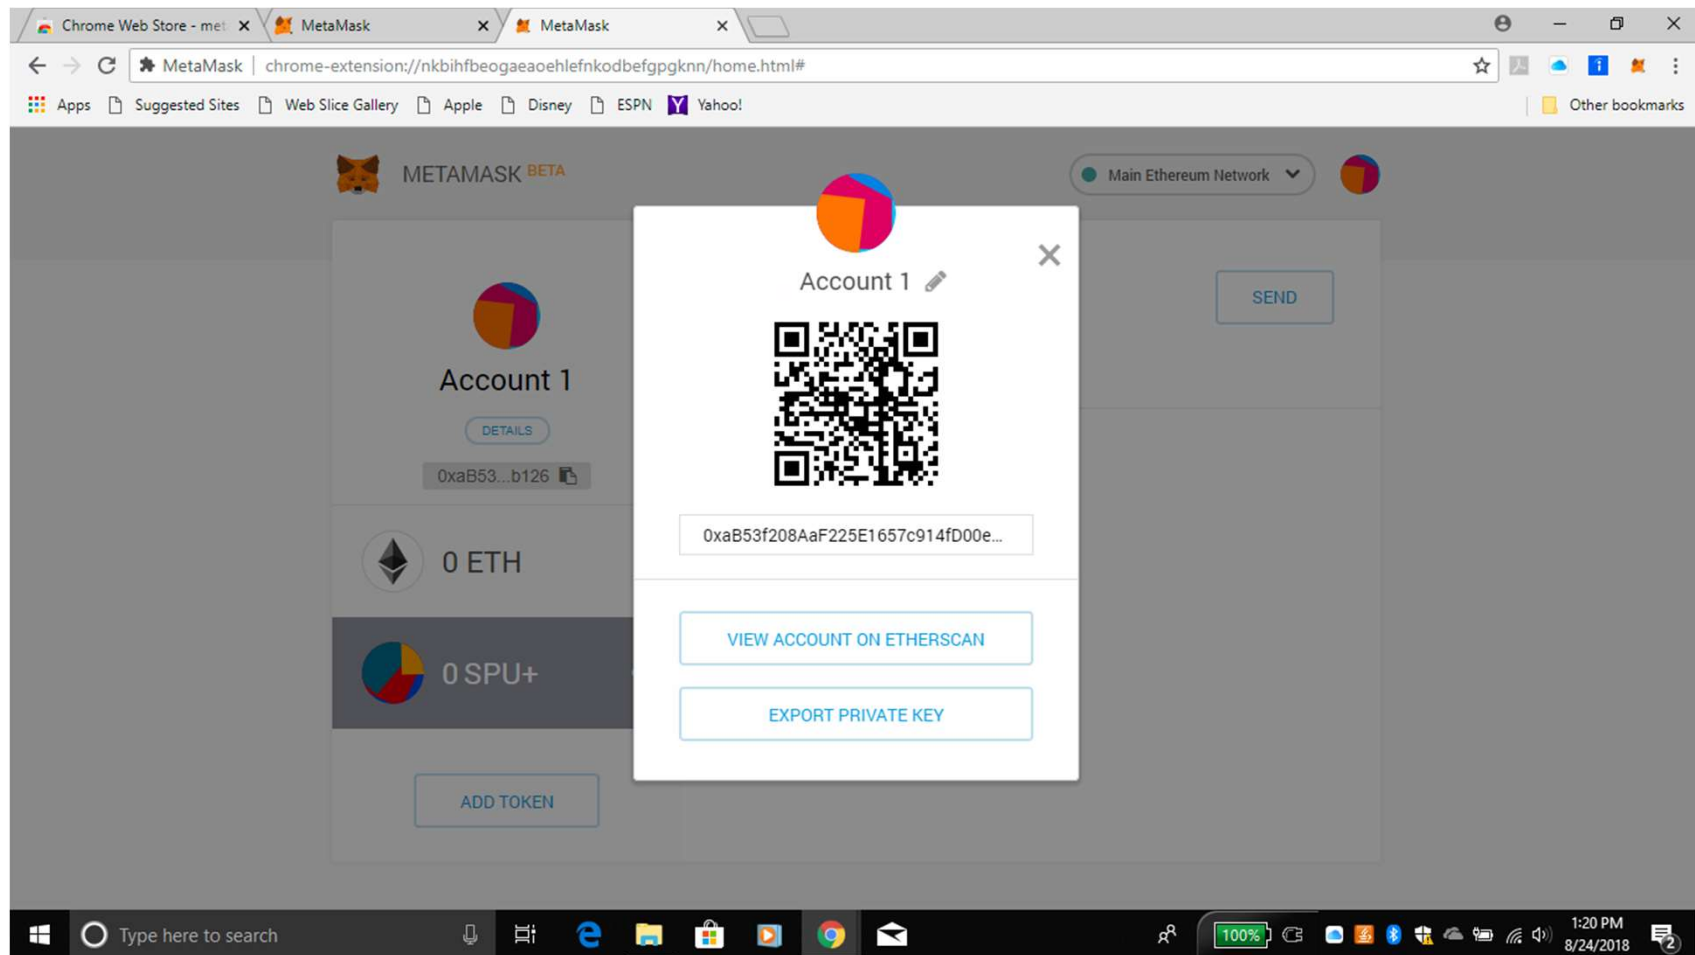 Chrome Web Store - met
MetaMask
MetaMask
MetaMask chrome-extension://nkbihfbeogaeaoehlefnkodbefgpgknn/home.html#
Apps Suggested Sites Web Slice Gallery Apple Disney ESPN Yahoo! Other bookmarks
METAMASK BETA
Main Ethereum Network
Account 1
SEND
Account 1
DETAILS
0xaB53...b126
0xaB53f208AaF225E1657c914fD00e...
0 ETH
VIEW ACCOUNT ON ETHERSCAN
0 SPU+
EXPORT PRIVATE KEY
ADD TOKEN
Type here to search
100%
1:20 PM
8/24/2018
2